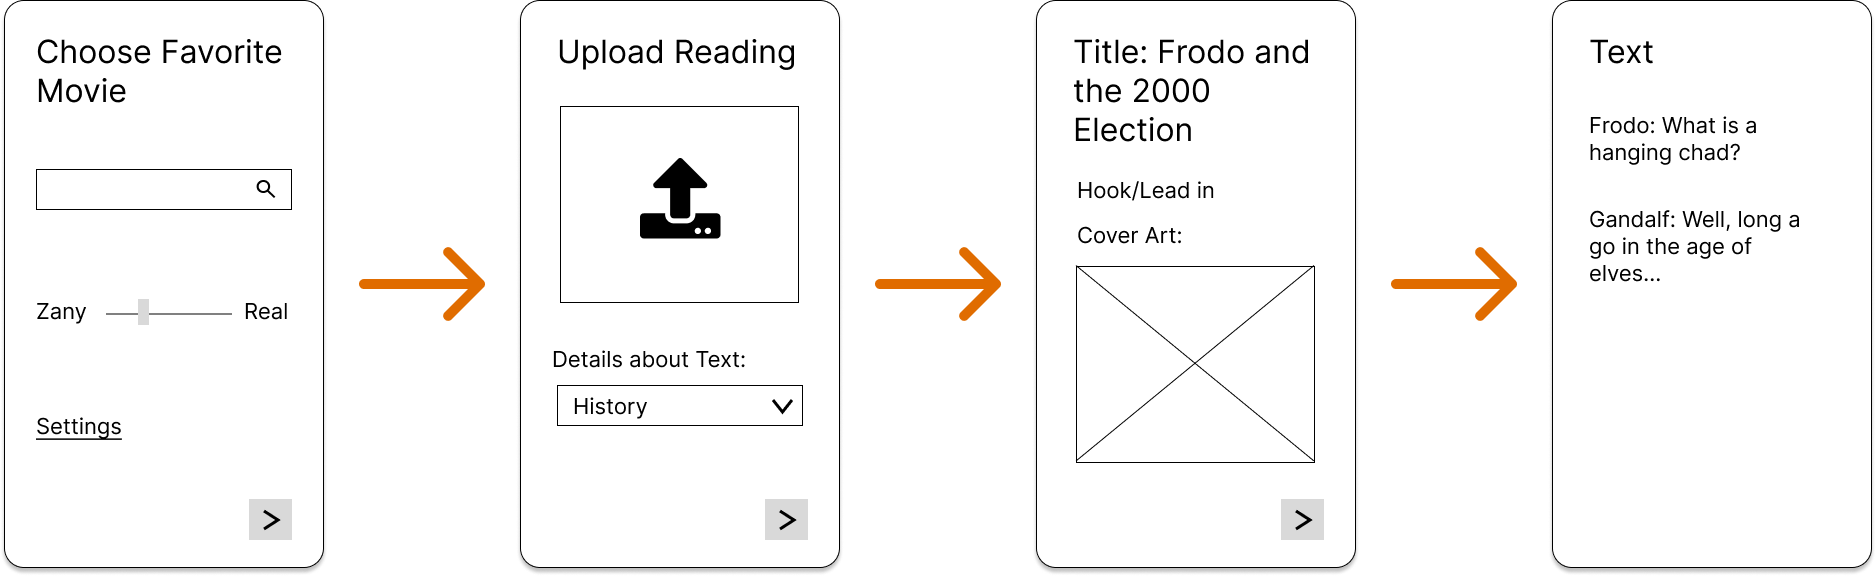 Choose Favorite
Movie
Zany
Real
Settings
Upload Reading
Details about Text:
History
Title: Frodo and
the 2000
Election
Hook/Lead in
Cover Art:
Text
Frodo: What is a
hanging chad?
Gandalf: Well, long a
go in the age of
elves...